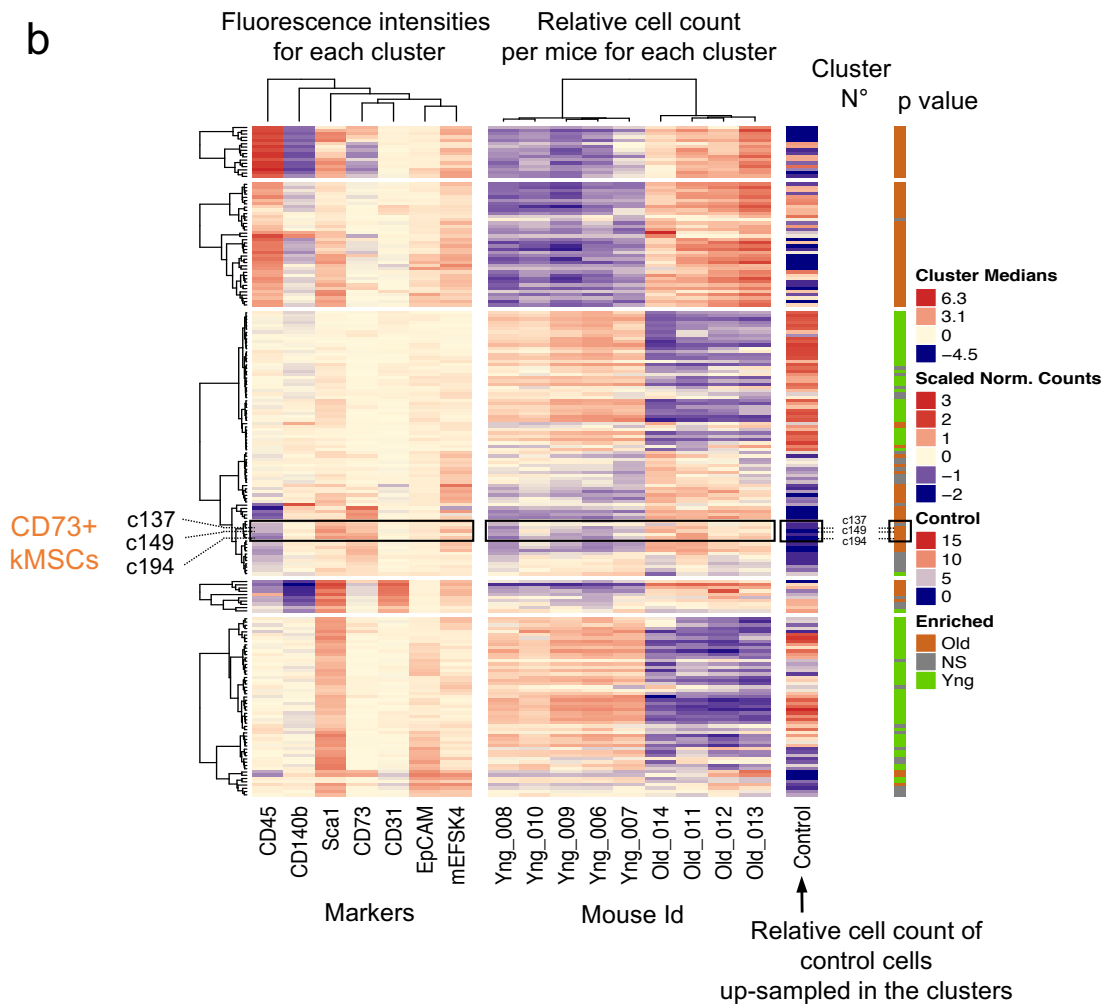 b
Fluorescence intensities
for each cluster
Relative cell count
per mice for each cluster
Cluster
N°
p value
CD73+
kMSCs
c137
c149
c194
c137
c149
c194
Cluster Medians
6.3
3.1
0
−4.5
Scaled Norm. Counts
3
2
1
0
−1
−2
Control
15
10
5
0
Enriched
Old
NS
Yng
CD45
CD140b
Sca1
CD73
CD31
EpCAM
mEFSK4
Yng_008
Yng_010
Yng_009
Yng_006
Yng_007
Old_014
Old_011
Old_012
Old_013
Control
Markers
Mouse Id
Relative cell count of
control cells
up-sampled in the clusters